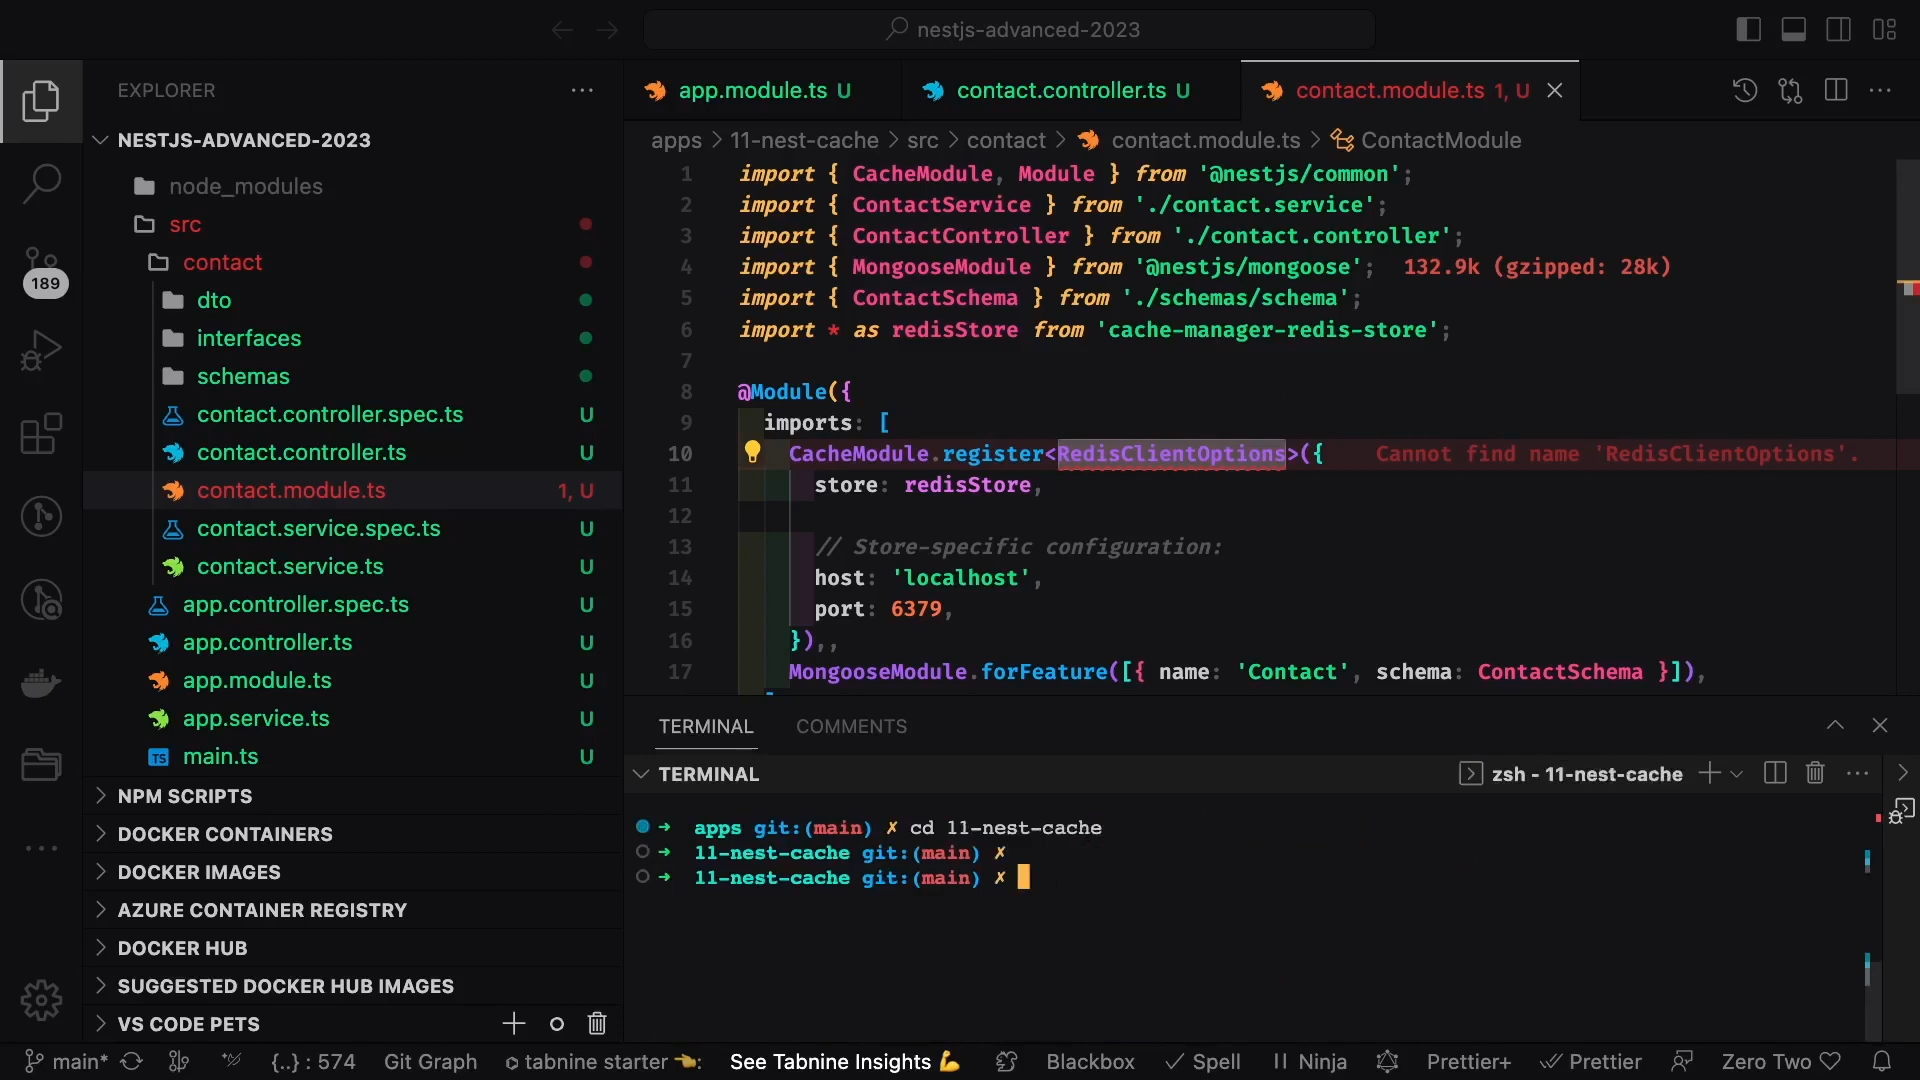 nestjs-advanced-2023
EXPLORER
NESTJS-ADVANCED-2023
node_modules
src
contact
dto
interfaces
schemas
contact.controller.spec.ts U
contact.controller.ts U
contact.module.ts 1, U
contact.service.spec.ts U
contact.service.ts U
app.controller.spec.ts U
app.controller.ts U
app.module.ts U
app.service.ts U
TS main.ts U
NPM SCRIPTS
DOCKER CONTAINERS
DOCKER IMAGES
AZURE CONTAINER REGISTRY
DOCKER HUB
SUGGESTED DOCKER HUB IMAGES
VS CODE PETS
189
app.module.ts U
contact.controller.ts U
contact.module.ts 1, U
apps > 11-nest-cache > src > contact > contact.module.ts > ContactModule
1 import { CacheModule, Module } from '@nestjs/common';
2 import { ContactService } from './contact.service';
3 import { ContactController } from './contact.controller';
4 import { MongooseModule } from '@nestjs/mongoose'; 132.9k (gzipped: 28k)
5 import { ContactSchema } from './schemas/schema';
6 import * as redisStore from 'cache-manager-redis-store';
7
8 @Module({
9 imports: [
10 CacheModule.register<RedisClientOptions>({ Cannot find name 'RedisClientOptions'.
11 store: redisStore,
12
13 // Store-specific configuration:
14 host: 'localhost',
15 port: 6379,
16 }),,
17 MongooseModule.forFeature([{ name: 'Contact', schema: ContactSchema }]),
TERMINAL COMMENTS
TERMINAL
zsh - 11-nest-cache
➜ apps git:(main) ✗ cd 11-nest-cache
➜ 11-nest-cache git:(main) ✗
➜ 11-nest-cache git:(main) ✗
main* {..} : 574 Git Graph tabnine starter 👈: See Tabnine Insights 💪 Blackbox ✓ Spell Ninja Prettier+ Prettier Zero Two ♡